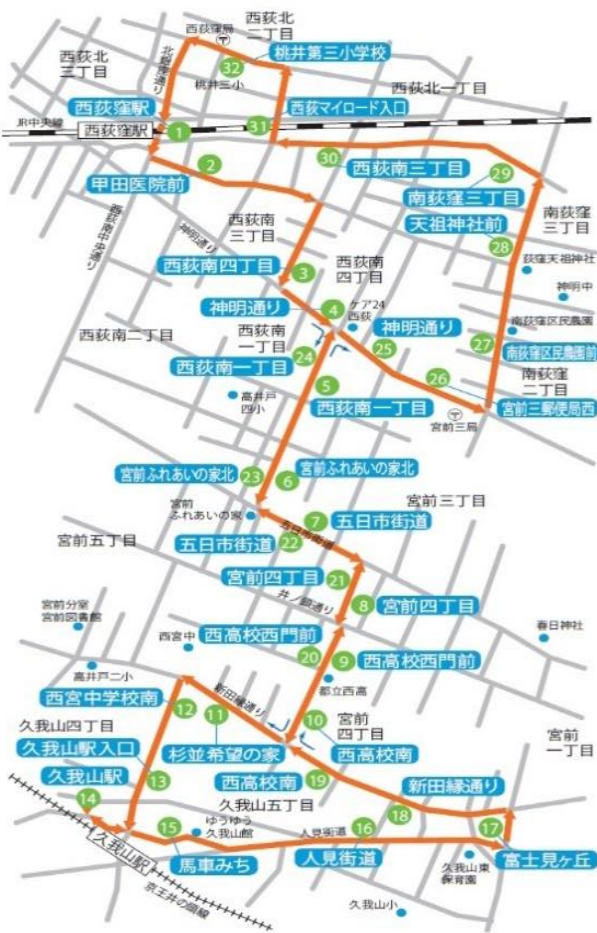 西荻窪局
西荻北
二丁目
桃井第三小学校
西荻北
三丁目
北銀座通り
32
桃井三小
西荻北一丁目
西荻窪駅
西荻マイロード入口
JR中央線
西荻窪駅
1
31
2
30
西荻南三丁目
29
甲田医院前
南荻窪三丁目
西荻南中央通り
神明通り
西荻南
三丁目
天祖神社前
28
南荻窪
三丁目
西荻南四丁目
3
西荻南
四丁目
荻窪天祖神社
神明中
神明通り
4
ケア24
西荻
神明通り
西荻南二丁目
西荻南
一丁目
南荻窪区民農園
西荻南一丁目
24
25
27
南荻窪区民農園前
5
26
南荻窪
二丁目
高井戸
四小
西荻南一丁目
宮前三郵便局西
宮前三局
宮前ふれあいの家北
23
6
宮前ふれあいの家北
宮前
ふれあいの家
7
五日市街道
宮前三丁目
五日市街道
五日市街道
22
宮前五丁目
宮前四丁目
21
井ノ頭通り
8
宮前四丁目
宮前分室
宮前図書館
西宮中
西高校西門前
20
9
西高校西門前
春日神社
高井戸二小
都立西高
西宮中学校南
12
新田縁通り
11
10
宮前
四丁目
宮前
一丁目
久我山四丁目
杉並希望の家
西高校南
久我山駅入口
13
西高校南
19
新田縁通り
久我山駅
14
久我山五丁目
18
15
ゆうゆう
久我山館
人見街道
16
17
久我山駅
馬車みち
人見街道
久我山東
保育園
富士見ヶ丘
京王井の頭線
久我山小